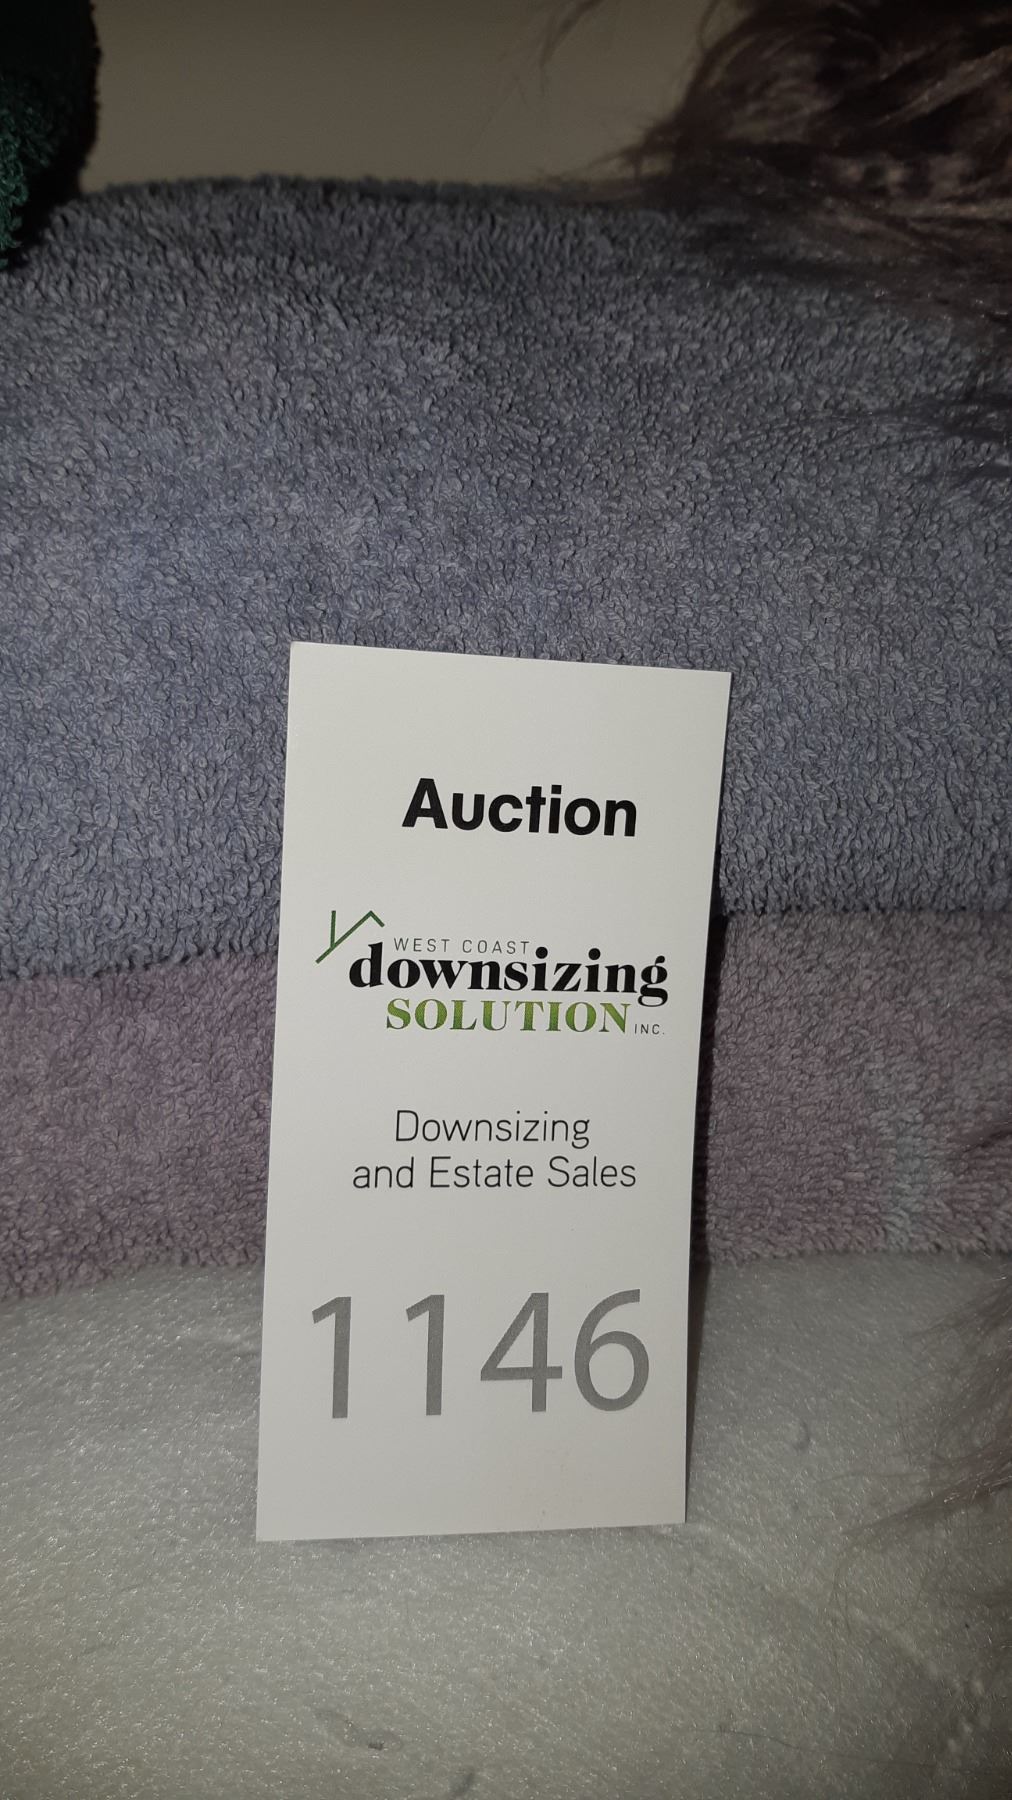 Auction
WEST COAST
downsizing
SOLUTION INC.
Downsizing
and Estate Sales
1146